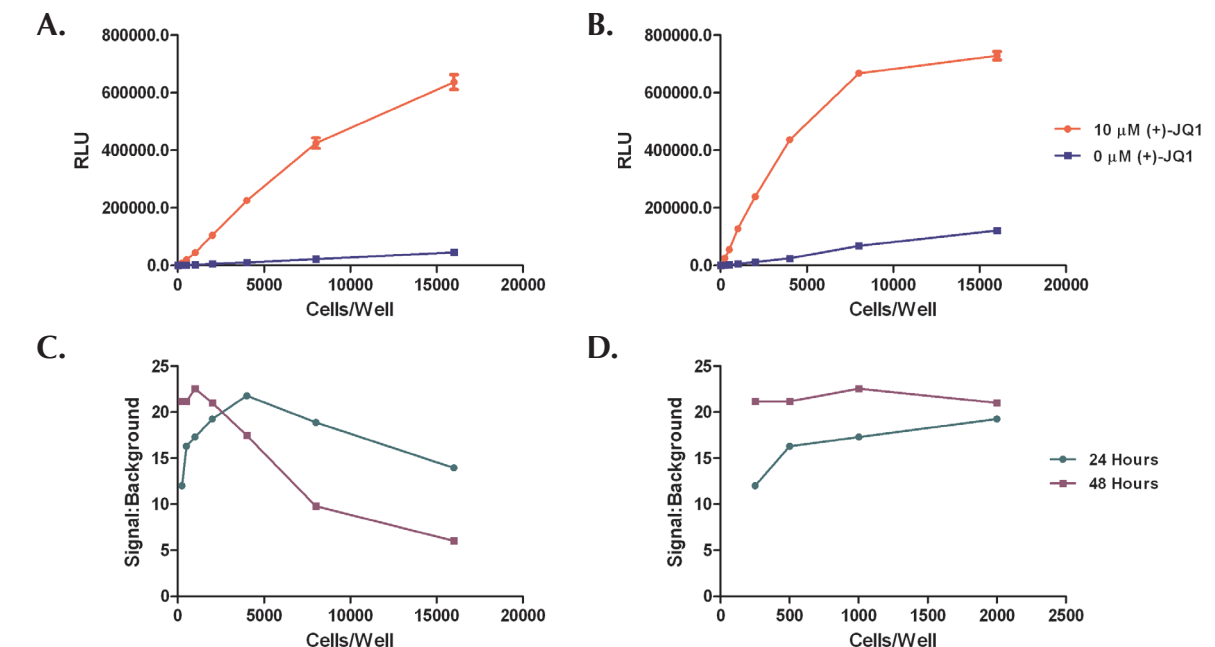 A.
800000.0
600000.0
400000.0
200000.0
0.0
RLU
0 5000 10000 15000 20000
Cells/Well
B.
800000.0
600000.0
400000.0
200000.0
0.0
RLU
0 5000 10000 15000 20000
Cells/Well
10 µM (+)-JQ1
0 µM (+)-JQ1
C.
25
20
15
10
5
0
Signal:Background
0 5000 10000 15000 20000
Cells/Well
D.
25
20
15
10
5
0
Signal:Background
0 500 1000 1500 2000 2500
Cells/Well
24 Hours
48 Hours